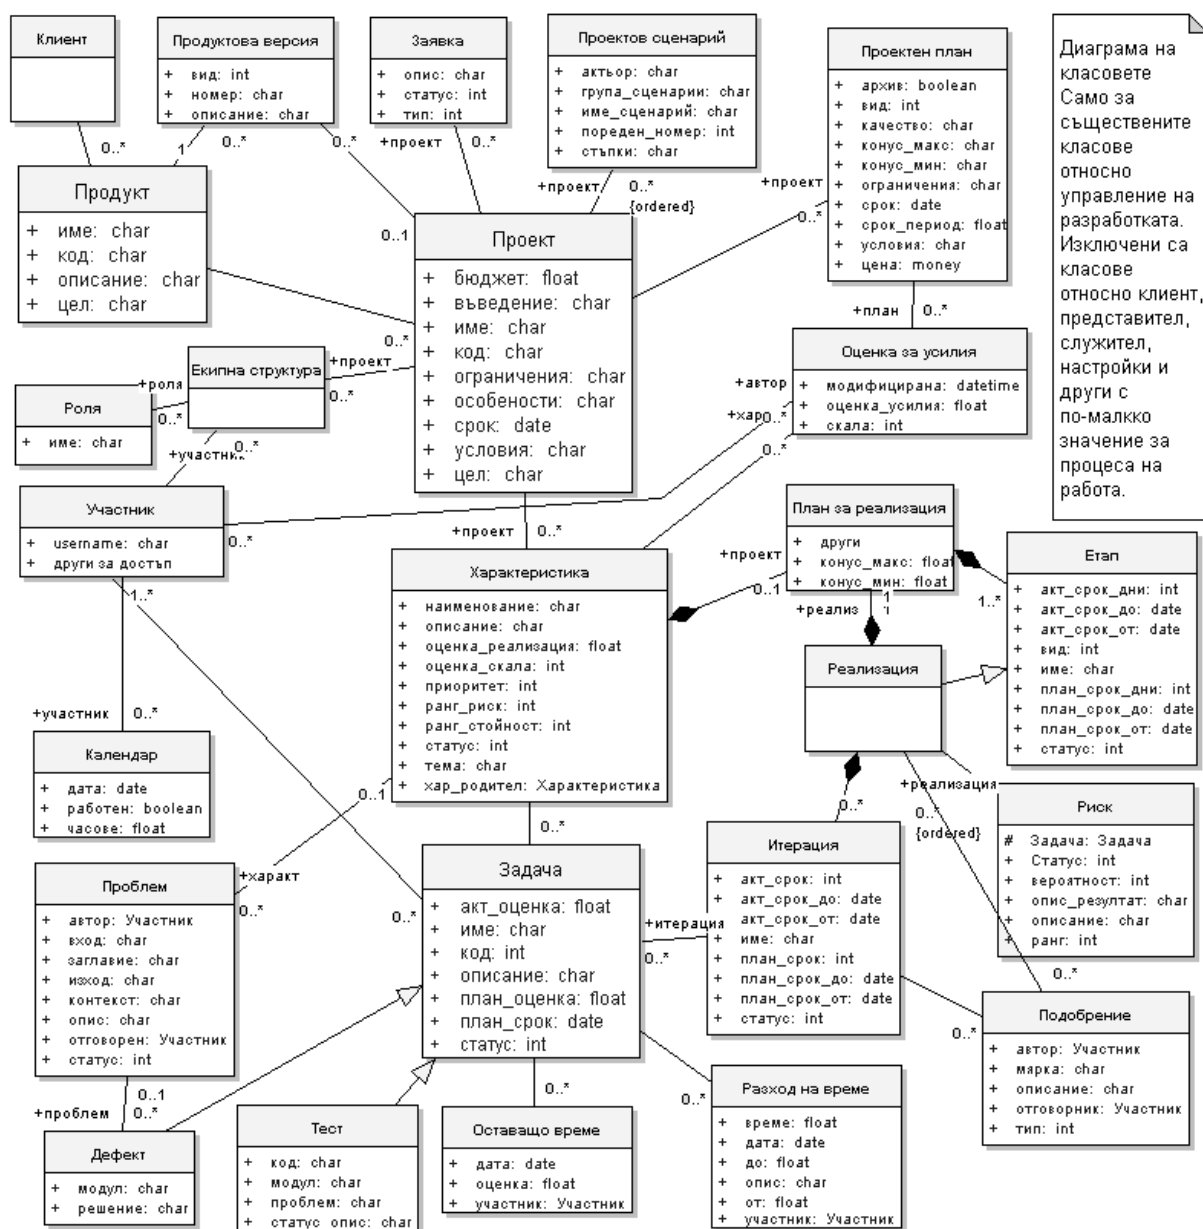 Клиент
Продуктова версия
+ вид: int
+ номер: char
+ описание: char
Заявка
+ опис: char
+ статус: int
+ тип: int
Проектов сценарий
+ актьор: char
+ група_сценарии: char
+ име_сценарий: char
+ пореден_номер: int
+ стъпки: char
Проектен план
+ архив: boolean
+ вид: int
+ качество: char
+ конус_макс: char
+ конус_мин: char
+ ограничения: char
+ срок: date
+ срок_период: float
+ условия: char
+ цена: money
Диаграма на
класовете
Само за
съществените
класове
относно
управление на
разработката.
Изключени са
класове
относно клиент,
представител,
служител,
настройки и
други с
по-малкко
значение за
процеса на
работа.
0..*
1
0..*
0..*
+проект
0..*
+проект
0..*
{ordered}
+проект
0..*
0..1
Продукт
+ име: char
+ код: char
+ описание: char
+ цел: char
Проект
+ бюджет: float
+ въведение: char
+ име: char
+ код: char
+ ограничения: char
+ особености: char
+ срок: date
+ условия: char
+ цел: char
0..*
+план
0..*
Екипна структура
+проект
0..*
+роля
0..*
Роля
+ име: char
0..*
+участник
Оценка за усилия
+ модифицирана: datetime
+ оценка_усилия: float
+ скала: int
+автор
+хар
0..*
0..*
Участник
+ username: char
+ други за достъп
0..*
1..*
+проект
0..*
План за реализация
+ други
+ конус_макс: float
+ конус_мин: float
+проект
0..1
1
1
+реализ
1..*
Етап
+ акт_срок_дни: int
+ акт_срок_до: date
+ акт_срок_от: date
+ вид: int
+ име: char
+ план_срок_дни: int
+ план_срок_до: date
+ план_срок_от: date
+ статус: int
Характеристика
+ наименование: char
+ описание: char
+ оценка_реализация: float
+ оценка_скала: int
+ приоритет: int
+ ранг_риск: int
+ ранг_стойност: int
+ статус: int
+ тема: char
+ хар_родител: Характеристика
Реализация
+участник
0..*
Календар
+ дата: date
+ работен: boolean
+ часове: float
0..1
0..*
0..*
+реализация
0..*
{ordered}
Риск
# Задача: Задача
+ Статус: int
+ вероятност: int
+ опис_резултат: char
+ описание: char
+ ранг: int
Итерация
+ акт_срок: int
+ акт_срок_до: date
+ акт_срок_от: date
+ име: char
+ план_срок: int
+ план_срок_до: date
+ план_срок_от: date
+ статус: int
Задача
+ акт_оценка: float
+ име: char
+ код: int
+ описание: char
+ план_оценка: float
+ план_срок: date
+ статус: int
Проблем
+ автор: Участник
+ вход: char
+ заглавие: char
+ изход: char
+ контекст: char
+ опис: char
+ отговорен: Участник
+ статус: int
+характ
0..*
0..*
+итерация
0..*
0..*
0..*
Подобрение
+ автор: Участник
+ мярка: char
+ описание: char
+ отговорник: Участник
+ тип: int
0..1
+проблем
0..*
Дефект
+ модул: char
+ решение: char
Тест
+ код: char
+ модул: char
+ проблем: char
+ статус опис: char
0..*
Оставащо време
+ дата: date
+ оценка: float
+ участник: Участник
0..*
Разход на време
+ време: float
+ дата: date
+ до: float
+ опис: char
+ от: float
+ участник: Участник